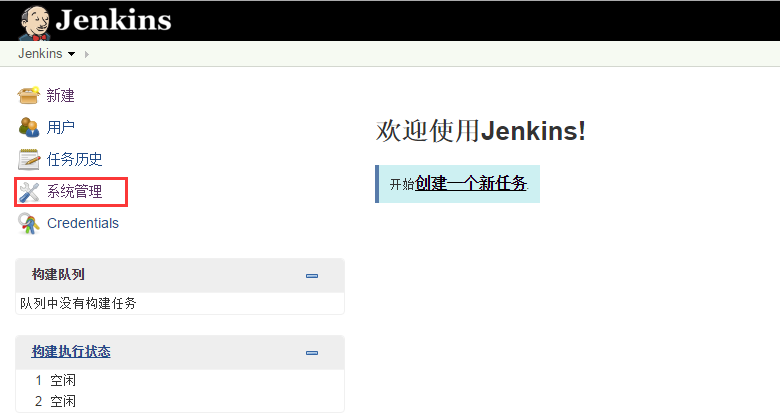 Jenkins
Jenkins
新建
用户
任务历史
系统管理
Credentials
构建队列
队列中没有构建任务
构建执行状态
1 空闲
2 空闲
欢迎使用Jenkins!
开始创建一个新任务.